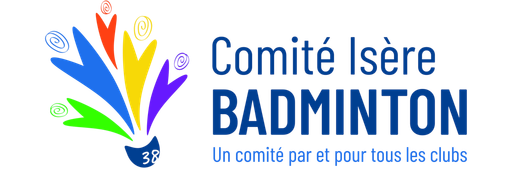 Comité Isère
BADMINTON
Un comité par et pour tous les clubs
38